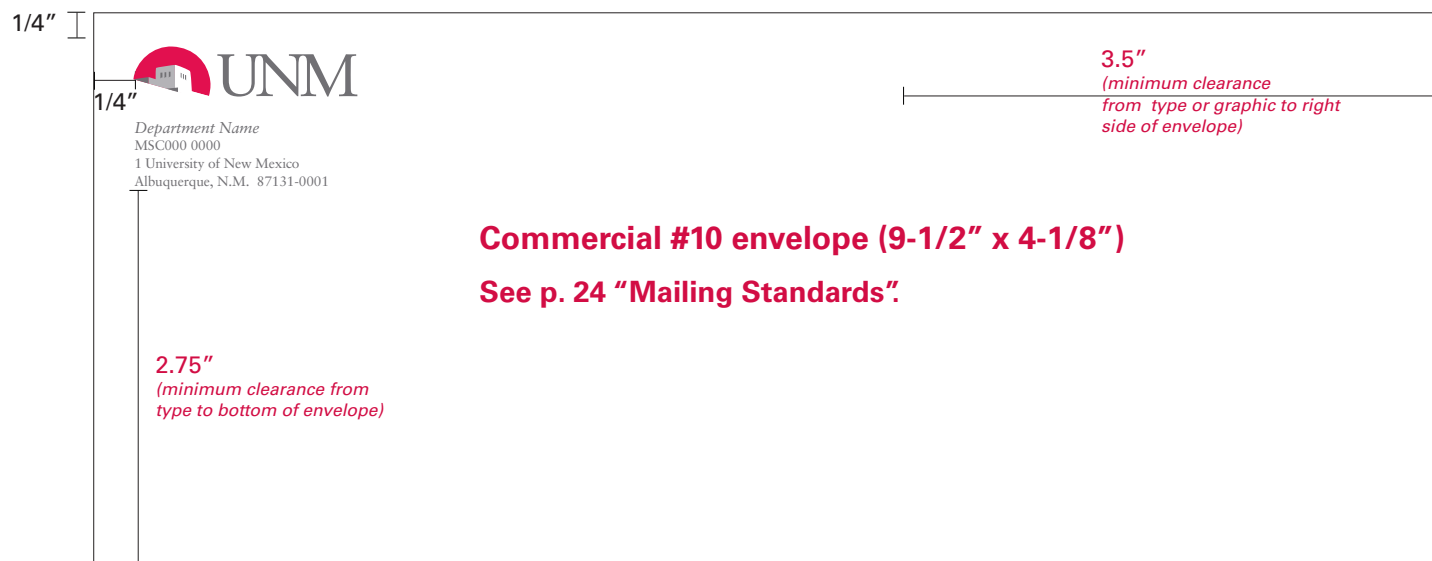 1/4″
UNM
1/4″
3.5″
(minimum clearance
from type or graphic to right
side of envelope)
Department Name
MSC000 0000
1 University of New Mexico
Albuquerque, N.M. 87131-0001
Commercial #10 envelope (9-1/2″ x 4-1/8″)
See p. 24 “Mailing Standards”.
2.75″
(minimum clearance from
type to bottom of envelope)